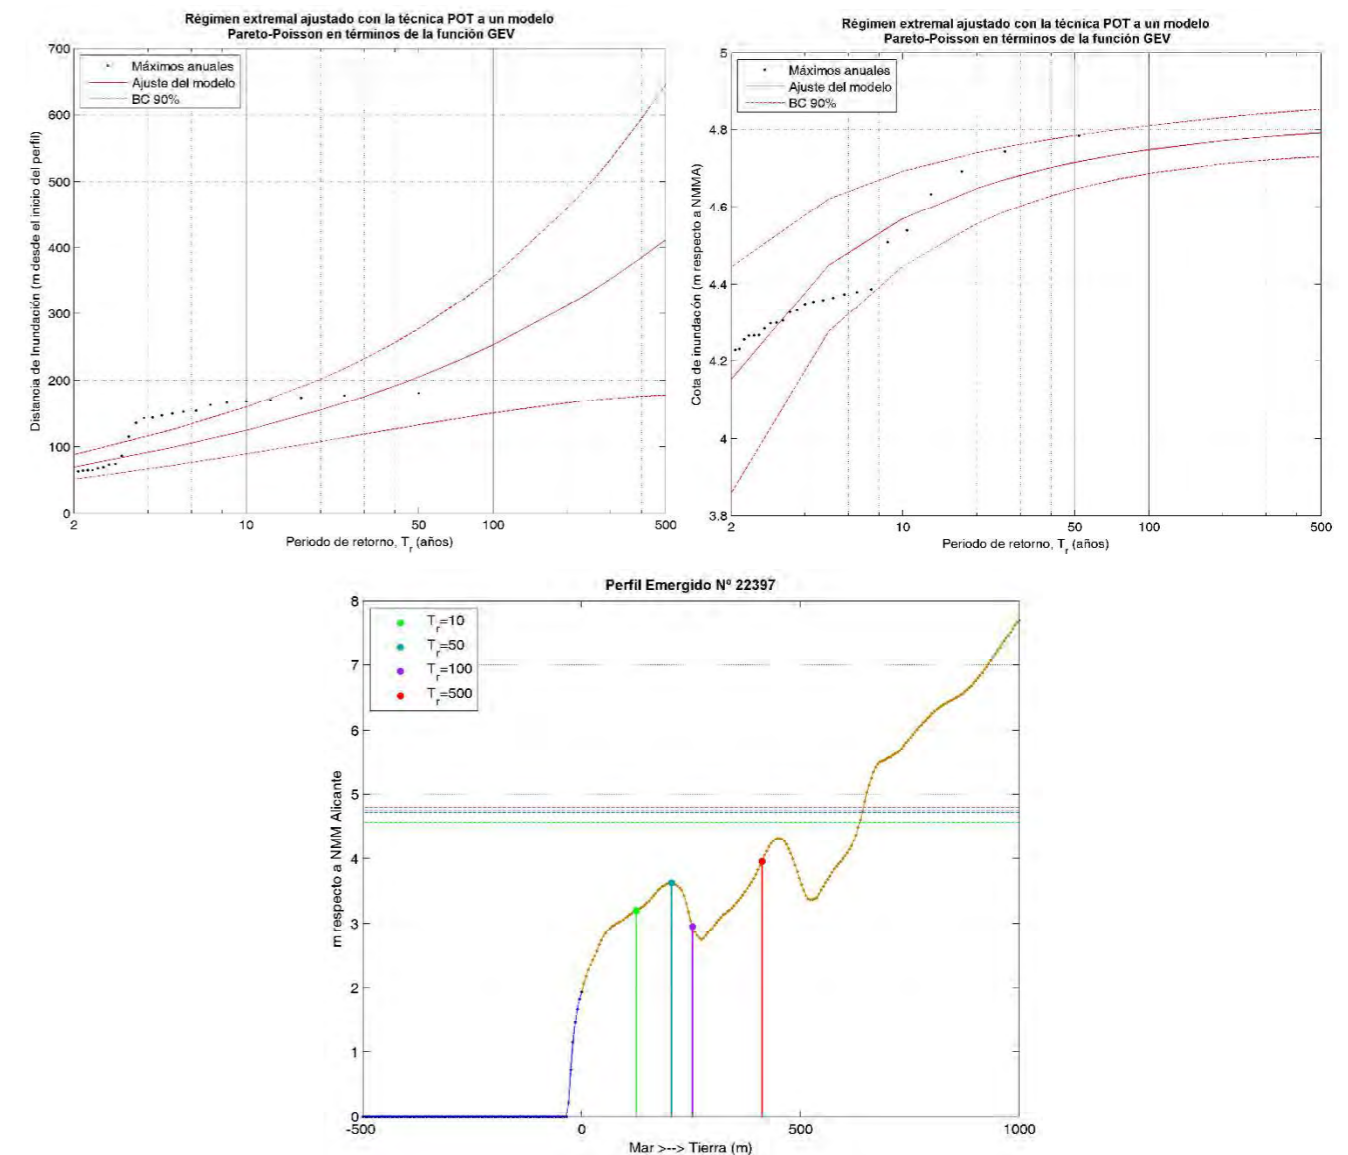 Régimen extremal ajustado con la técnica POT a un modelo
Pareto-Poisson en términos de la función GEV
Máximos anuales
Ajuste del modelo
BC 90%
Distancia de Inundación (m desde el inicio del perfil)
700
600
500
400
300
200
100
0
2
10
50
100
500
Periodo de retorno, Tr (años)
Régimen extremal ajustado con la técnica POT a un modelo
Pareto-Poisson en términos de la función GEV
Máximos anuales
Ajuste del modelo
BC 90%
Cota de inundación (m respecto a NMMA)
5
4.8
4.6
4.4
4.2
4
3.8
2
10
50
100
500
Periodo de retorno, Tr (años)
Perfil Emergido Nº 22397
Tr=10
Tr=50
Tr=100
Tr=500
m respecto a NMM Alicante
8
7
6
5
4
3
2
1
0
-500
0
500
1000
Mar >--> Tierra (m)